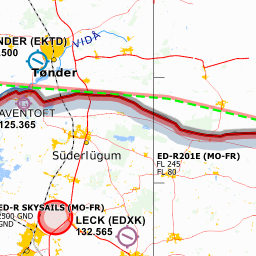 NDER (EKTD)
.500
VIDÅ
Tønder
AVENTOFT
125.365
Süderlügum
ED-R201E (MO-FR)
FL 245
FL 80
ED-R SKYSAILS (MO-FR)
2300 GND
GND
LECK (EDXK)
132.565